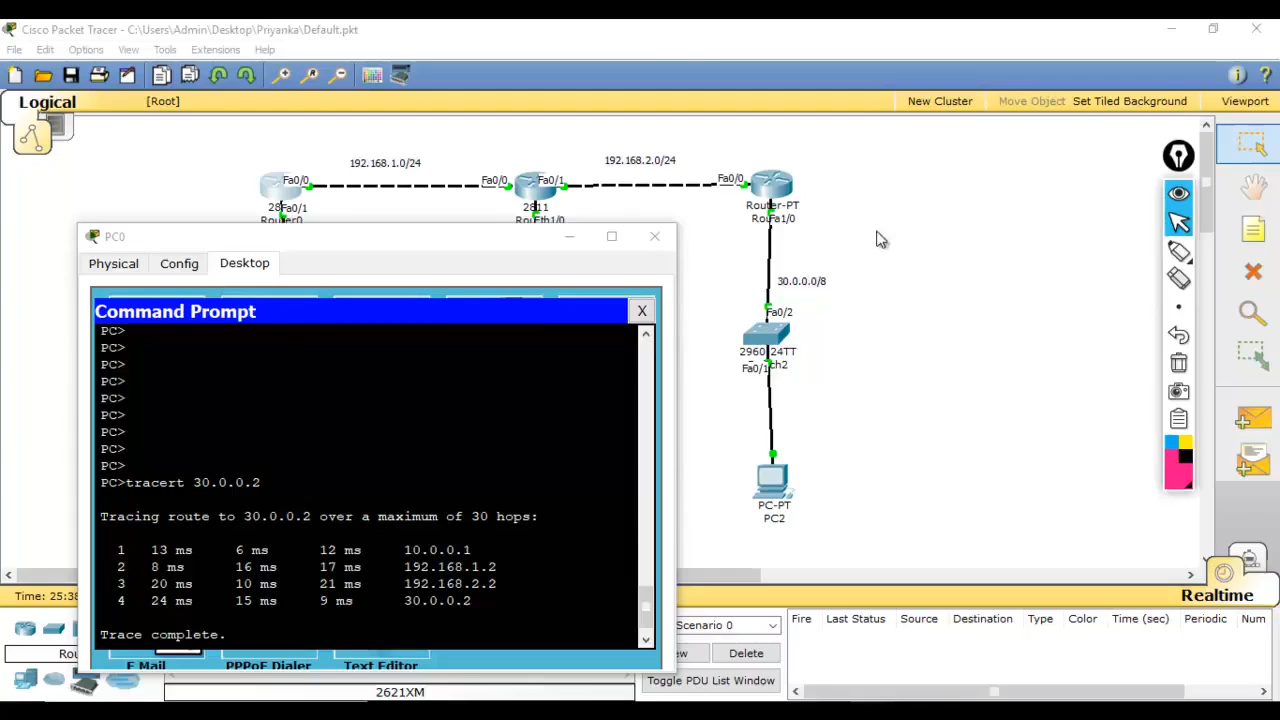 Cisco Packet Tracer - C:\Users\Admin\Desktop\Priyanka\Default.pkt
File Edit Options View Tools Extensions Help
Logical [Root] New Cluster Move Object Set Tiled Background Viewport
192.168.1.0/24 192.168.2.0/24
Fa0/0 Fa0/0 Fa0/1 Fa0/0
Fa0/1 2811 Router-PT
Router0 Fa1/0
PC0
Physical Config Desktop
30.0.0.0/8
Command Prompt X
Fa0/2
PC>
PC>
PC>
PC>
PC>
PC>
PC>
PC>
PC>
2960 24TT
Fa0/1
PC>tracert 30.0.0.2
PC-PT
PC2
Tracing route to 30.0.0.2 over a maximum of 30 hops:
1 13 ms 6 ms 12 ms 10.0.0.1
2 8 ms 16 ms 17 ms 192.168.1.2
3 20 ms 10 ms 21 ms 192.168.2.2
4 24 ms 15 ms 9 ms 30.0.0.2
Trace complete.
E Mail PPPoE Dialer Text Editor
Time: 25:38 Realtime
Scenario 0 Fire Last Status Source Destination Type Color Time (sec) Periodic Num
Delete
Toggle PDU List Window
2621XM